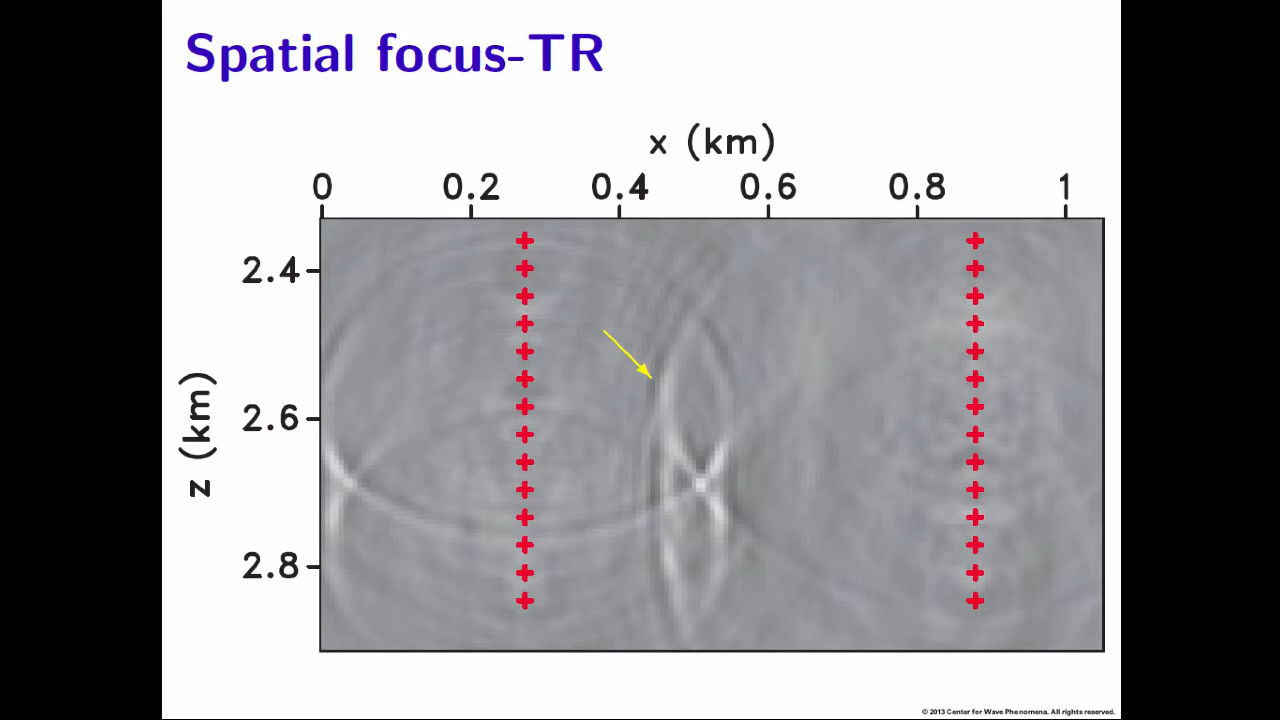 Spatial focus-TR
x (km)
0 0.2 0.4 0.6 0.8 1
2.4
2.6
2.8
z (km)
© 2013 Center for Wave Phenomena. All rights reserved.